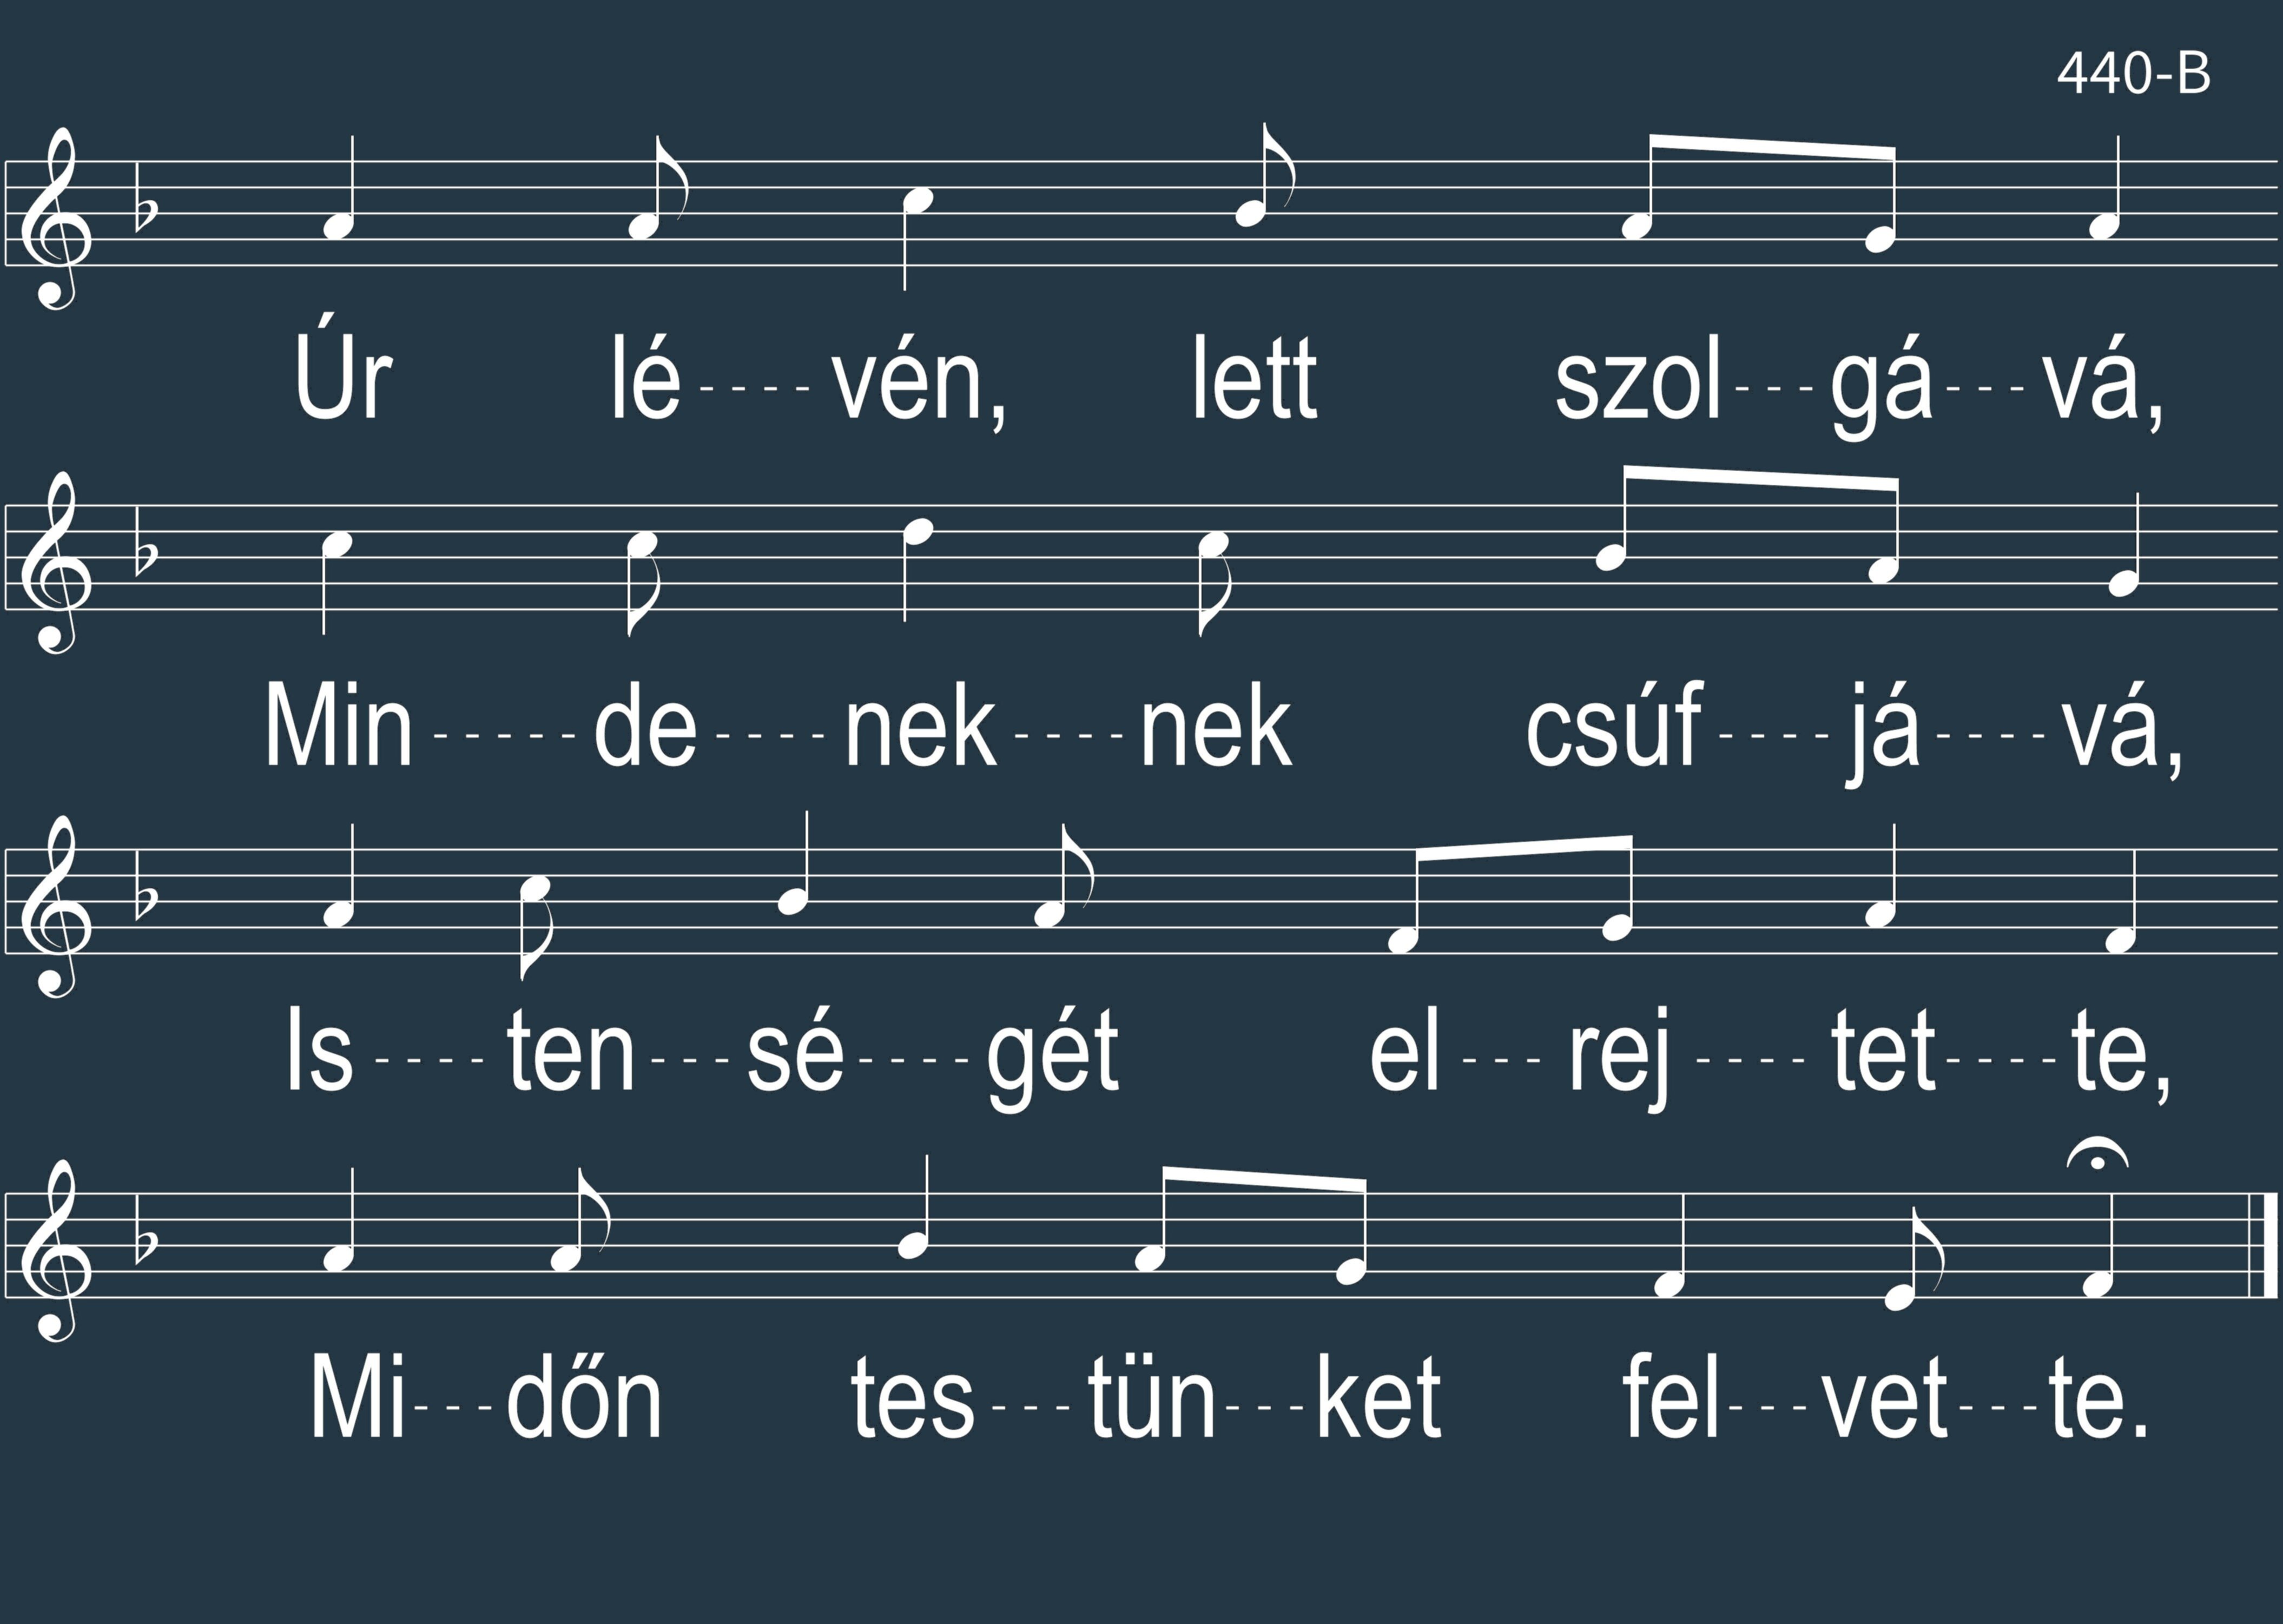 440-B
Úr lé----vén, lett szol---gá---vá,
Min-----de----nek----nek csúf----já----vá,
Is----ten---sé----gét el---rej----tet----te,
Mi---dőn tes---tün---ket fel---vet---te.